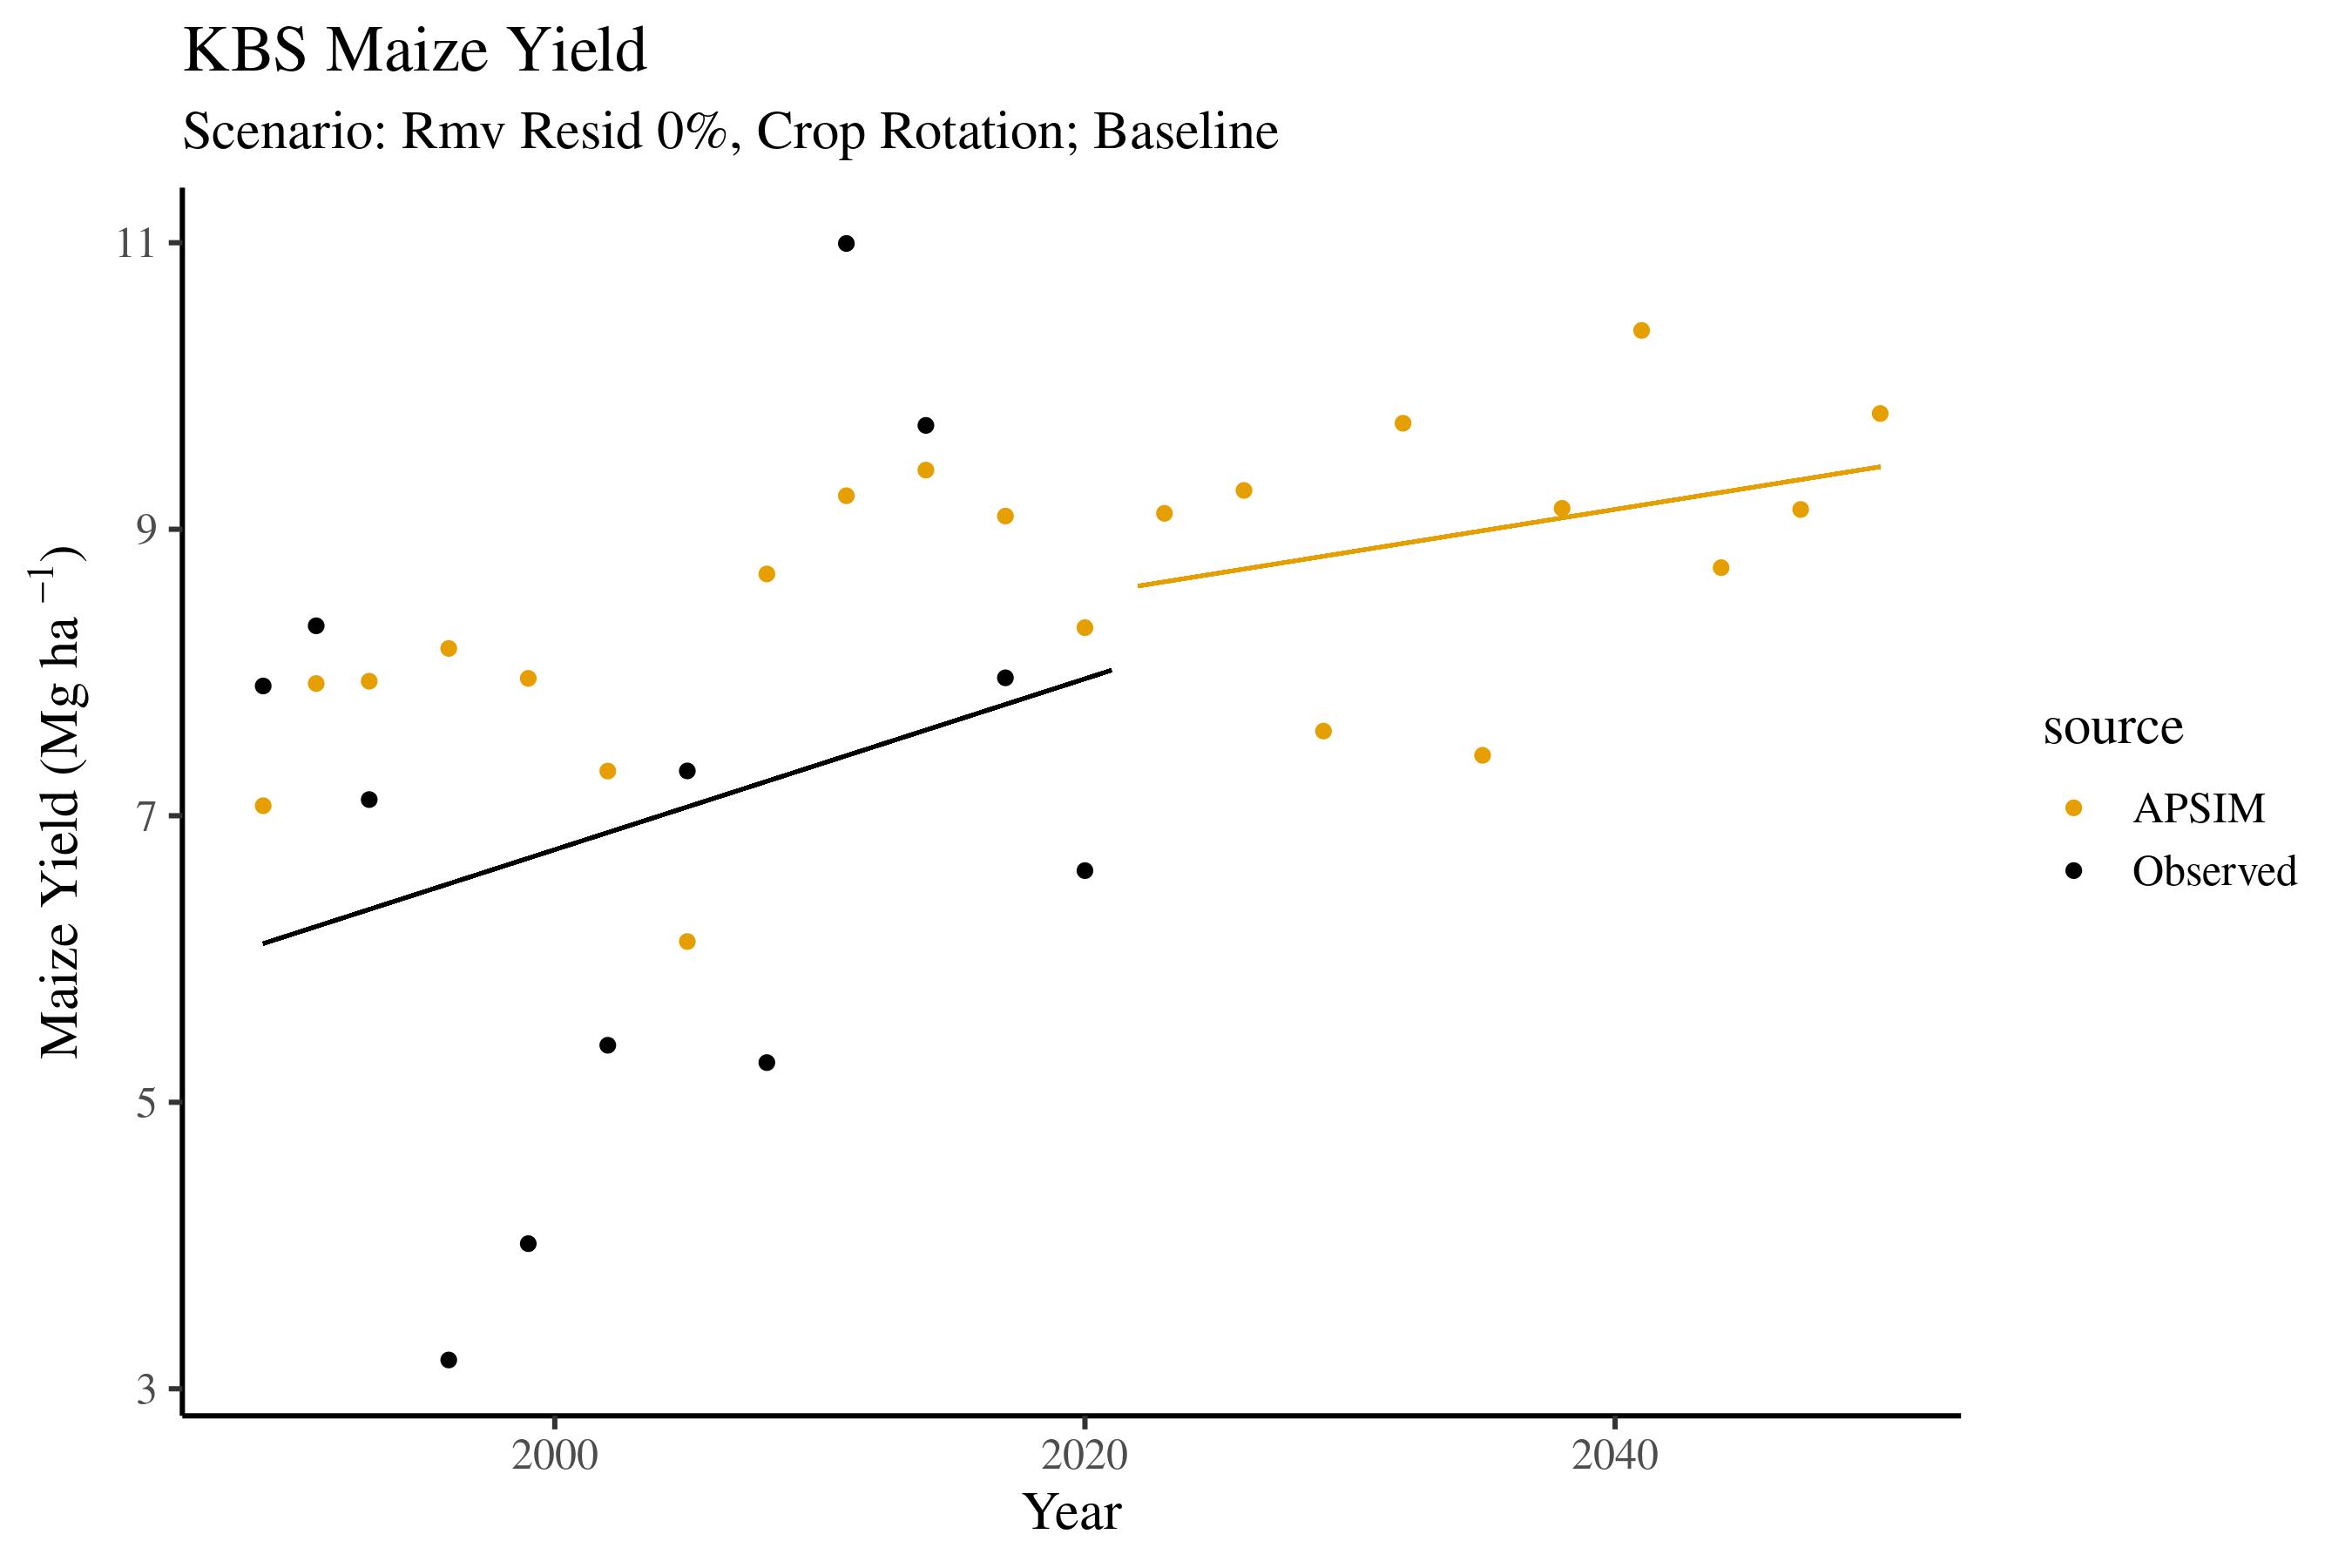 KBS Maize Yield
Scenario: Rmv Resid 0%, Crop Rotation; Baseline
Maize Yield (Mg ha −1)
11
9
7
5
3
2000
2020
2040
Year
source
APSIM
Observed